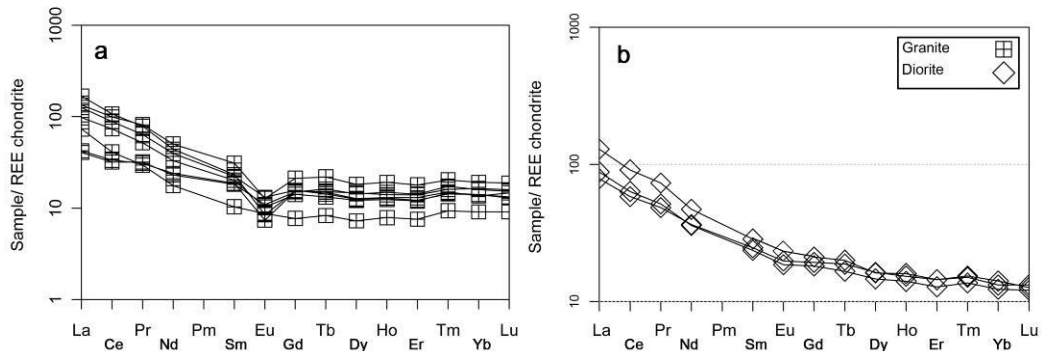 1000
a
100
10
1
Sample/ REE chondrite
La Ce Pr Nd Pm Sm Eu Gd Tb Dy Ho Er Tm Yb Lu
1000
b
Granite
Diorite
100
10
Sample/ REE chondrite
La Ce Pr Nd Pm Sm Eu Gd Tb Dy Ho Er Tm Yb Lu